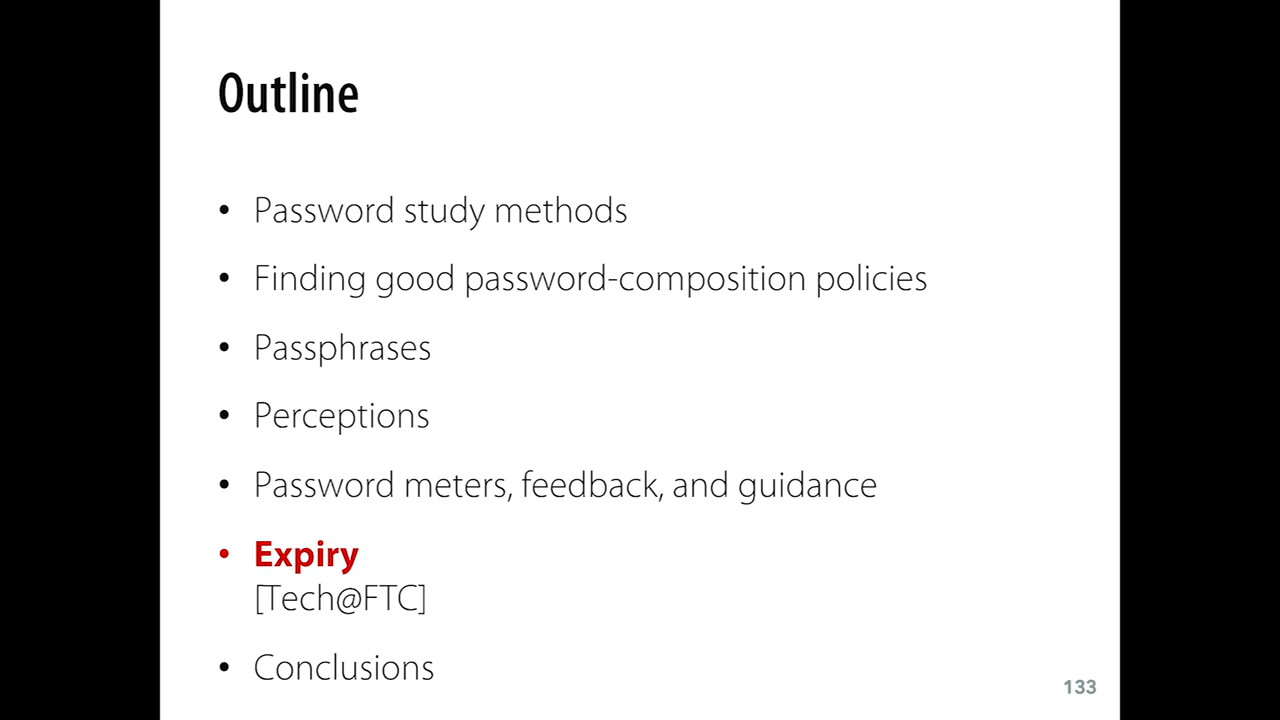 Outline
• Password study methods
• Finding good password-composition policies
• Passphrases
• Perceptions
• Password meters, feedback, and guidance
• Expiry
[Tech@FTC]
• Conclusions
133